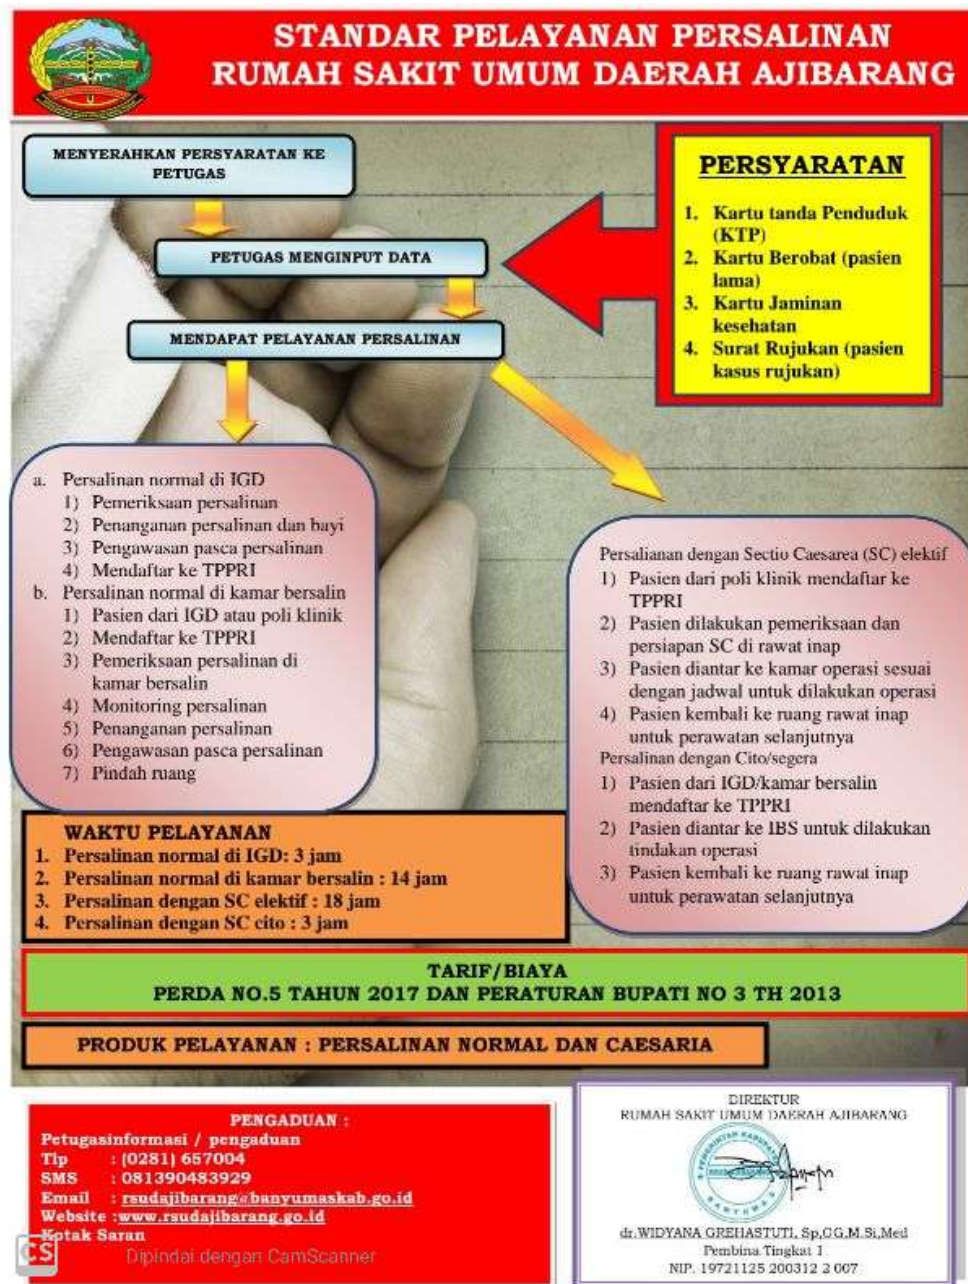 STANDAR PELAYANAN PERSALINAN
RUMAH SAKIT UMUM DAERAH AJIBARANG
MENYERAHKAN PERSYARATAN KE
PETUGAS
PETUGAS MENGINPUT DATA
MENDAPAT PELAYANAN PERSALINAN
PERSYARATAN
1. Kartu tanda Penduduk
(KTP)
2. Kartu Berobat (pasien
lama)
3. Kartu Jaminan
kesehatan
4. Surat Rujukan (pasien
kasus rujukan)
a. Persalinan normal di IGD
1) Pemeriksaan persalinan
2) Penanganan persalinan dan bayi
3) Pengawasan pasca persalinan
4) Mendaftar ke TPPRI
b. Persalinan normal di kamar bersalin
1) Pasien dari IGD atau poli klinik
2) Mendaftar ke TPPRI
3) Pemeriksaan persalinan di
kamar bersalin
4) Monitoring persalinan
5) Penanganan persalinan
6) Pengawasan pasca persalinan
7) Pindah ruang
Persalianan dengan Sectio Caesarea (SC) elektif
1) Pasien dari poli klinik mendaftar ke
TPPRI
2) Pasien dilakukan pemeriksaan dan
persiapan SC di rawat inap
3) Pasien diantar ke kamar operasi sesuai
dengan jadwal untuk dilakukan operasi
4) Pasien kembali ke ruang rawat inap
untuk perawatan selanjutnya
Persalinan dengan Cito/segera
1) Pasien dari IGD/kamar bersalin
mendaftar ke TPPRI
2) Pasien diantar ke IBS untuk dilakukan
tindakan operasi
3) Pasien kembali ke ruang rawat inap
untuk perawatan selanjutnya
WAKTU PELAYANAN
1. Persalinan normal di IGD: 3 jam
2. Persalinan normal di kamar bersalin : 14 jam
3. Persalinan dengan SC elektif : 18 jam
4. Persalinan dengan SC cito : 3 jam
TARIF/BIAYA
PERDA NO.5 TAHUN 2017 DAN PERATURAN BUPATI NO 3 TH 2013
PRODUK PELAYANAN : PERSALINAN NORMAL DAN CAESARIA
PENGADUAN :
Petugasinformasi / pengaduan
Tlp : (0281) 657004
SMS : 081390483929
Email : rsudajibarang@banyumaskab.go.id
Website :www.rsudajibarang.go.id
Kotak Saran
CS Dipindai dengan CamScanner
DIREKTUR
RUMAH SAKIT UMUM DAERAH AJIBARANG
dr.WIDYANA GREHASTUTI, Sp,OG,M.Si,Med
Pembina Tingkat 1
NIP. 19721125 200312 2 007